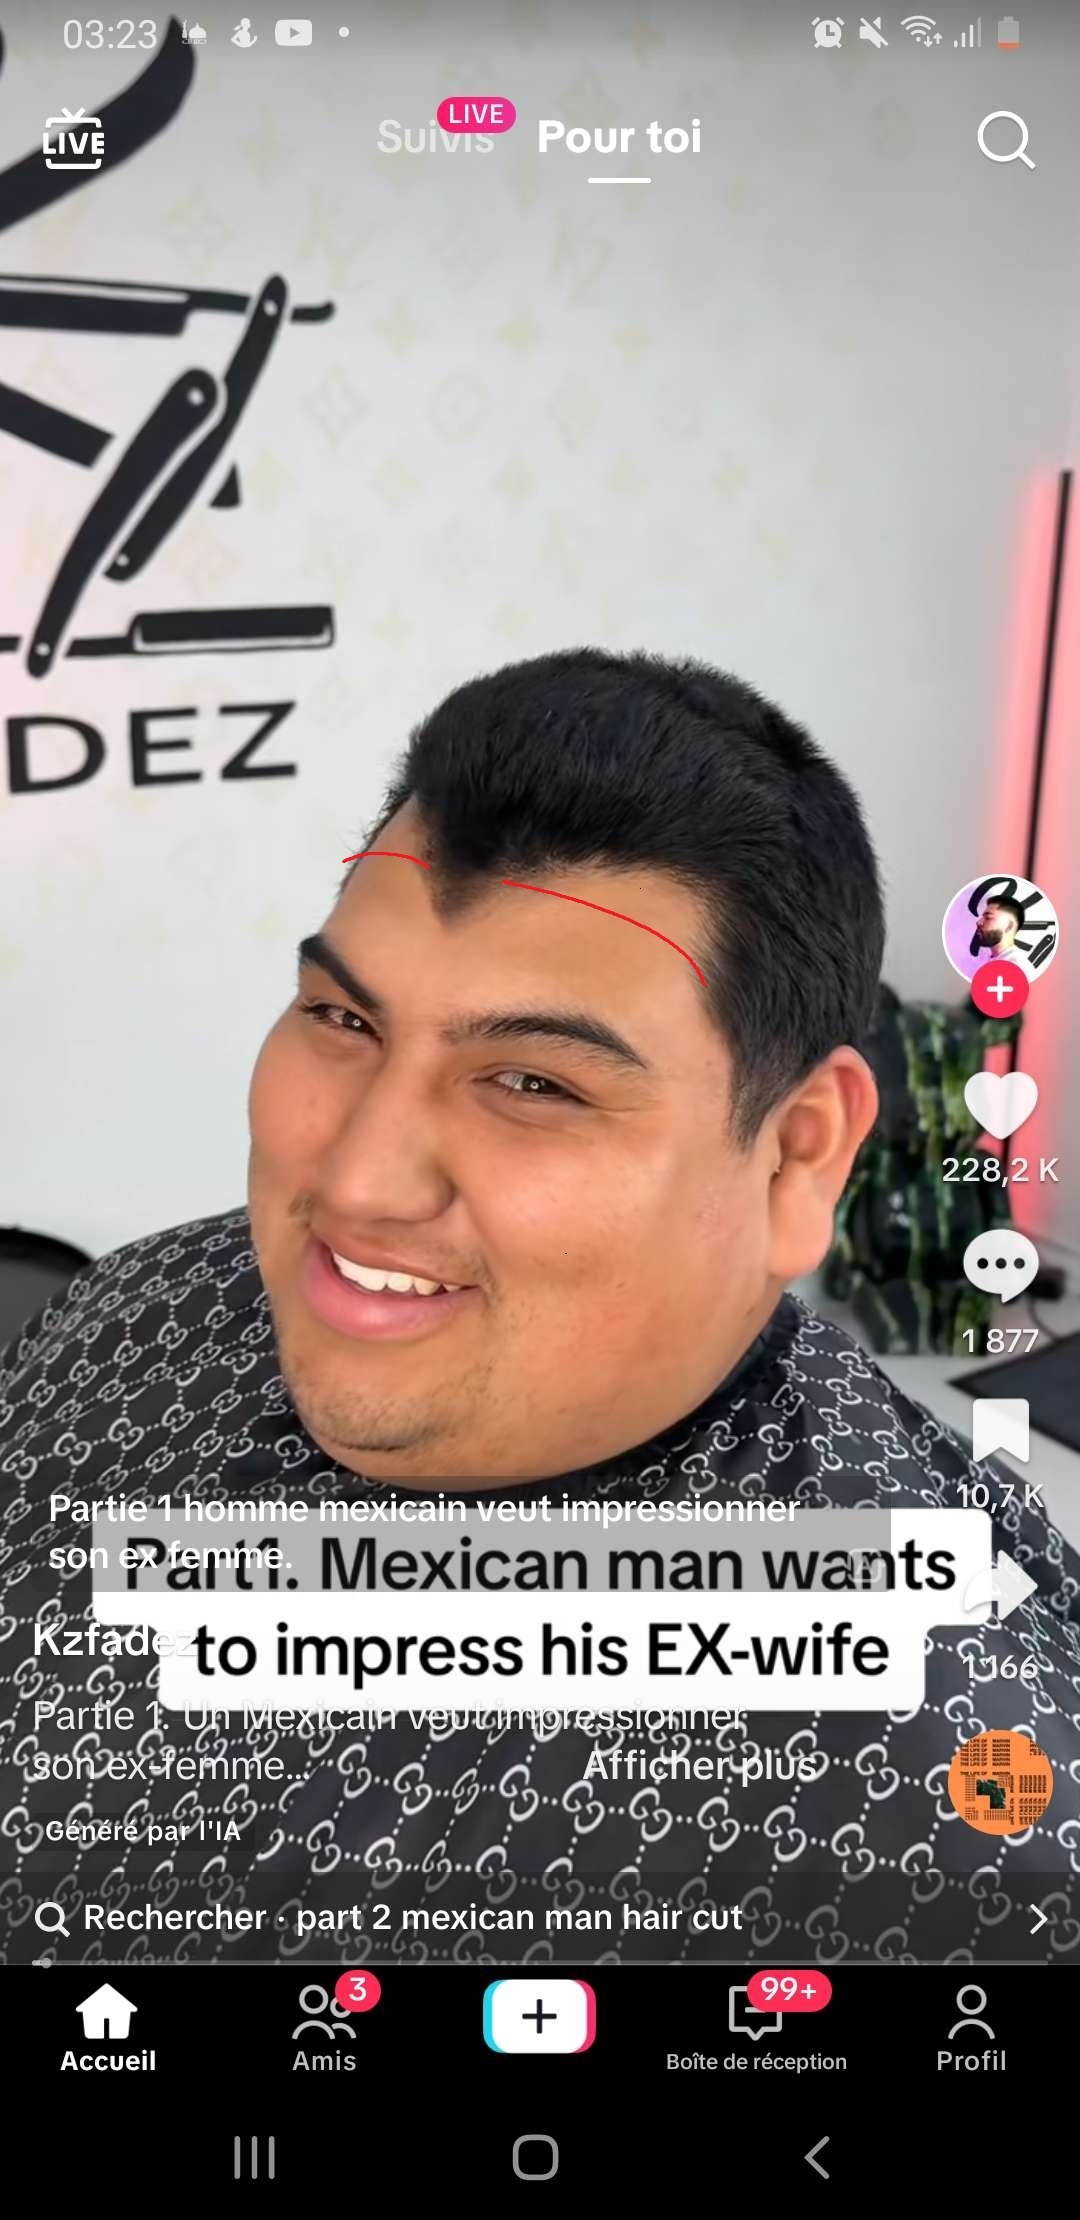 03:23
LIVE
LIVE
Suivis
Pour toi
DEZ
228,2 K
1 877
10,7 K
Partie 1 homme mexicain veut impressionner
son ex femme.
Part1. Mexican man wants
to impress his EX-wife
Kzfadez
1 166
Partie 1. Un Mexicain veut impressionner
son ex-femme... Afficher plus
Généré par l'IA
Rechercher · part 2 mexican man hair cut
3
99+
Accueil
Amis
Boîte de réception
Profil